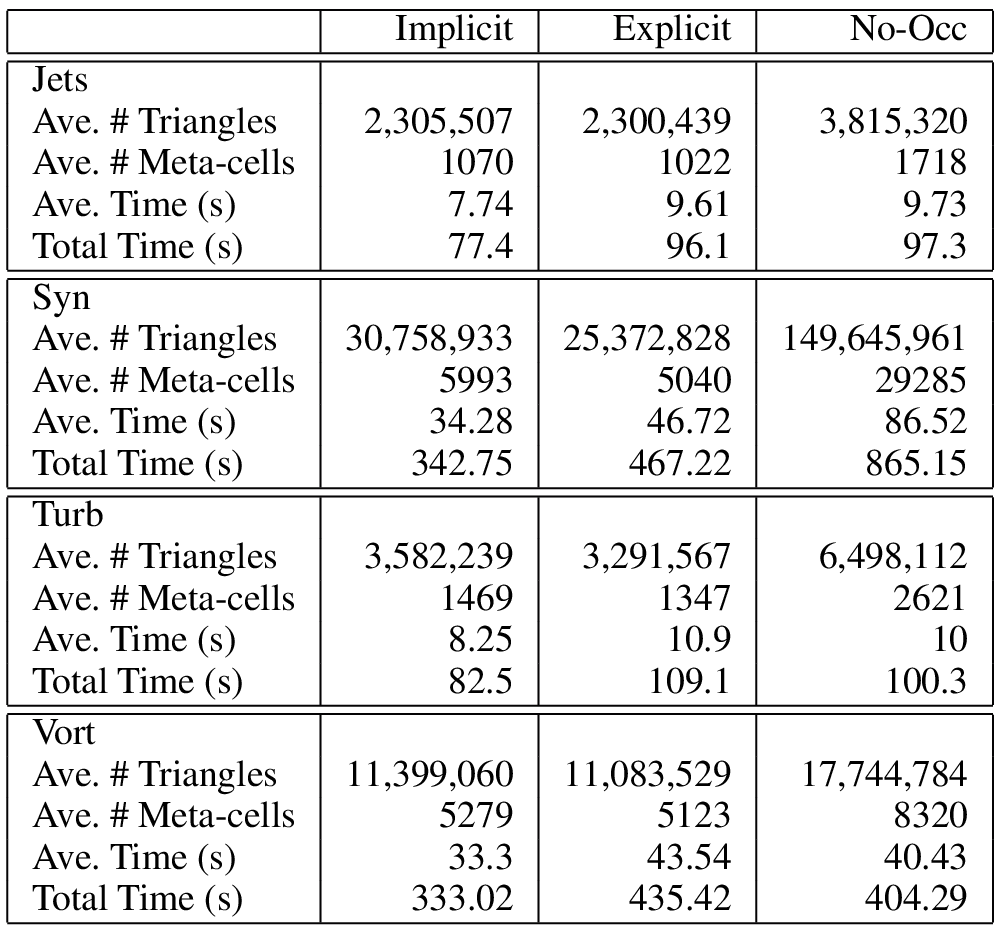 Implicit Explicit No-Occ
Jets
Ave. # Triangles 2,305,507 2,300,439 3,815,320
Ave. # Meta-cells 1070 1022 1718
Ave. Time (s) 7.74 9.61 9.73
Total Time (s) 77.4 96.1 97.3
Syn
Ave. # Triangles 30,758,933 25,372,828 149,645,961
Ave. # Meta-cells 5993 5040 29285
Ave. Time (s) 34.28 46.72 86.52
Total Time (s) 342.75 467.22 865.15
Turb
Ave. # Triangles 3,582,239 3,291,567 6,498,112
Ave. # Meta-cells 1469 1347 2621
Ave. Time (s) 8.25 10.9 10
Total Time (s) 82.5 109.1 100.3
Vort
Ave. # Triangles 11,399,060 11,083,529 17,744,784
Ave. # Meta-cells 5279 5123 8320
Ave. Time (s) 33.3 43.54 40.43
Total Time (s) 333.02 435.42 404.29